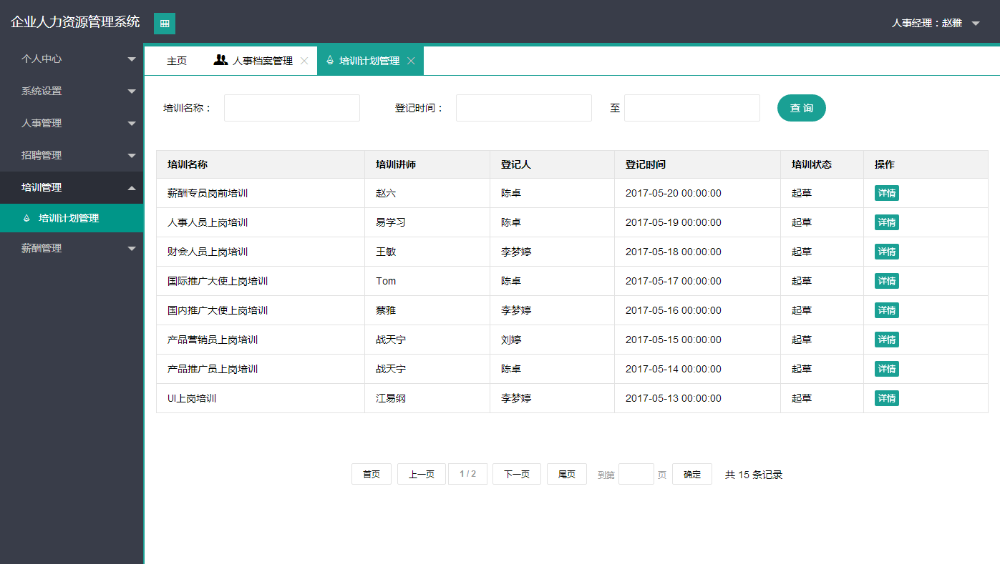 企业人力资源管理系统
人事经理：赵雅
个人中心
系统设置
人事管理
招聘管理
培训管理
培训计划管理
薪酬管理
主页 人事档案管理 培训计划管理
培训名称： 登记时间： 至 查 询
培训名称 培训讲师 登记人 登记时间 培训状态 操作
薪酬专员岗前培训 赵六 陈卓 2017-05-20 00:00:00 起草 详情
人事人员上岗培训 易学习 陈卓 2017-05-19 00:00:00 起草 详情
财会人员上岗培训 王敏 李梦婷 2017-05-18 00:00:00 起草 详情
国际推广大使上岗培训 Tom 陈卓 2017-05-17 00:00:00 起草 详情
国内推广大使上岗培训 蔡雅 李梦婷 2017-05-16 00:00:00 起草 详情
产品营销员上岗培训 战天宁 刘婷 2017-05-15 00:00:00 起草 详情
产品推广员上岗培训 战天宁 陈卓 2017-05-14 00:00:00 起草 详情
UI上岗培训 江易纲 李梦婷 2017-05-13 00:00:00 起草 详情
首页 上一页 1 / 2 下一页 尾页 到第 页 确定 共 15 条记录